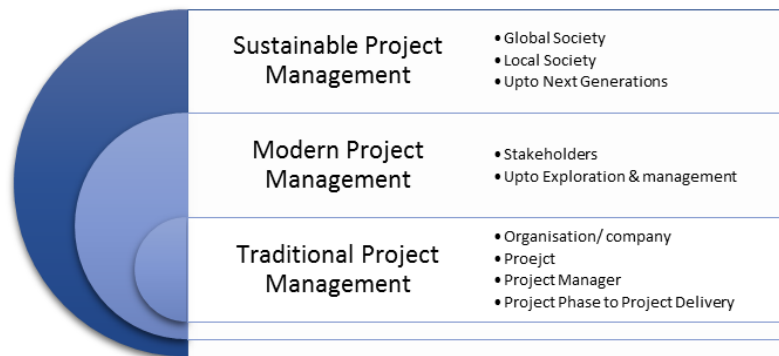 Sustainable Project
Management
• Global Society
• Local Society
• Upto Next Generations
Modern Project
Management
• Stakeholders
• Upto Exploration & management
Traditional Project
Management
• Organisation/ company
• Proejct
• Project Manager
• Project Phase to Project Delivery